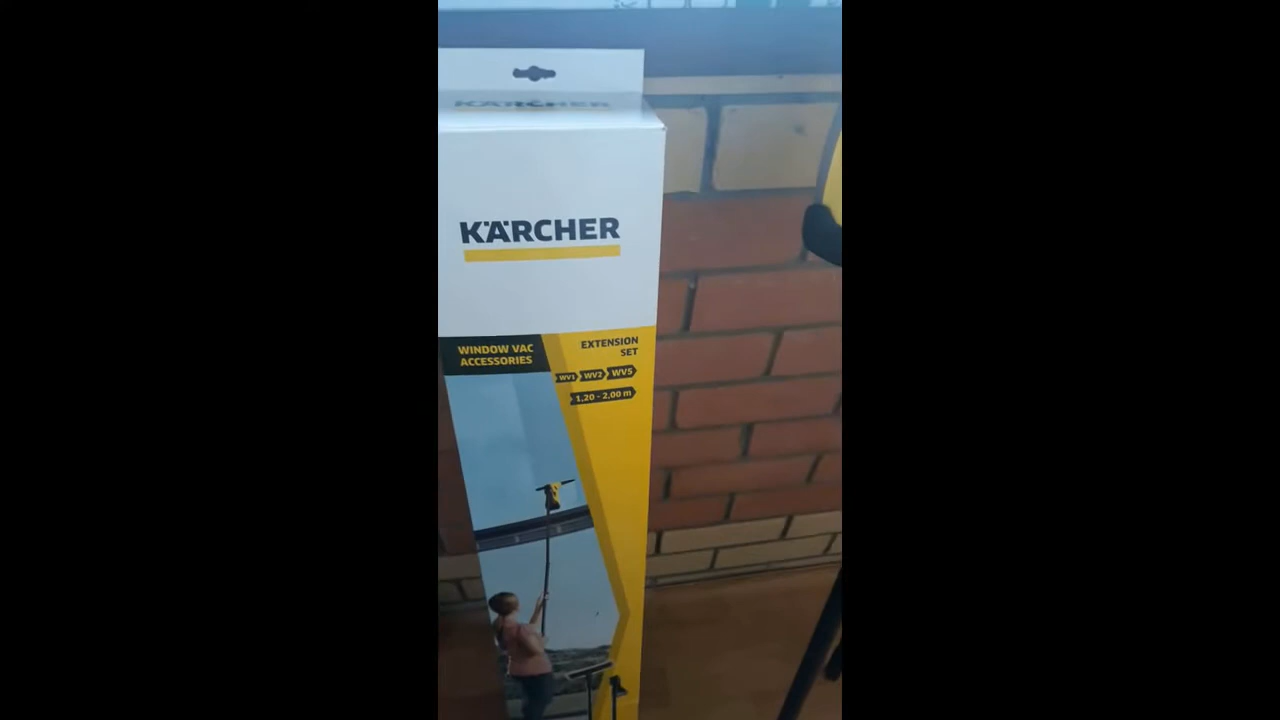 KÄRCHER
KÄRCHER
WINDOW VAC
ACCESSORIES
EXTENSION
SET
WV1 WV2 WV5
1,20 - 2,00 m